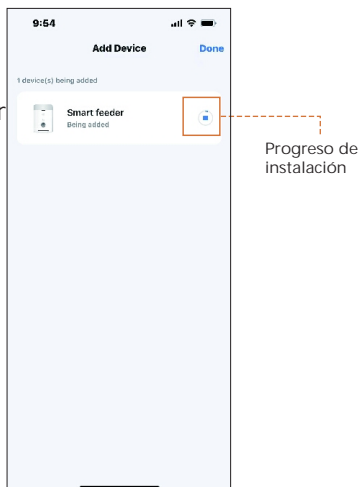 9:54
Add Device Done
1 device(s) being added
r
Smart feeder
Being added
Progreso de
instalación